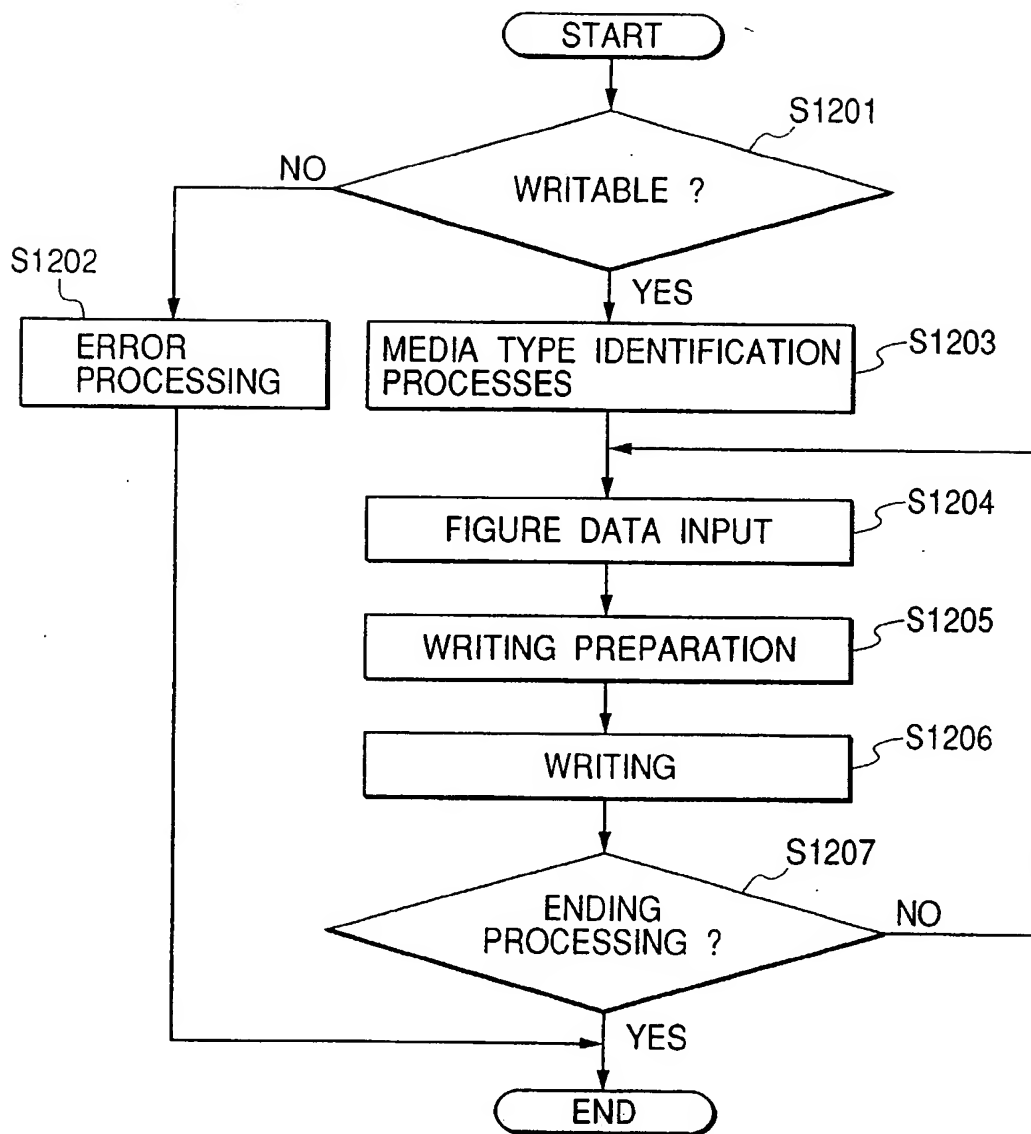 START
S1201
NO
WRITABLE ?
S1202
YES
ERROR
PROCESSING
MEDIA TYPE IDENTIFICATION
PROCESSES
S1203
S1204
FIGURE DATA INPUT
S1205
WRITING PREPARATION
S1206
WRITING
S1207
ENDING
PROCESSING ?
NO
YES
END